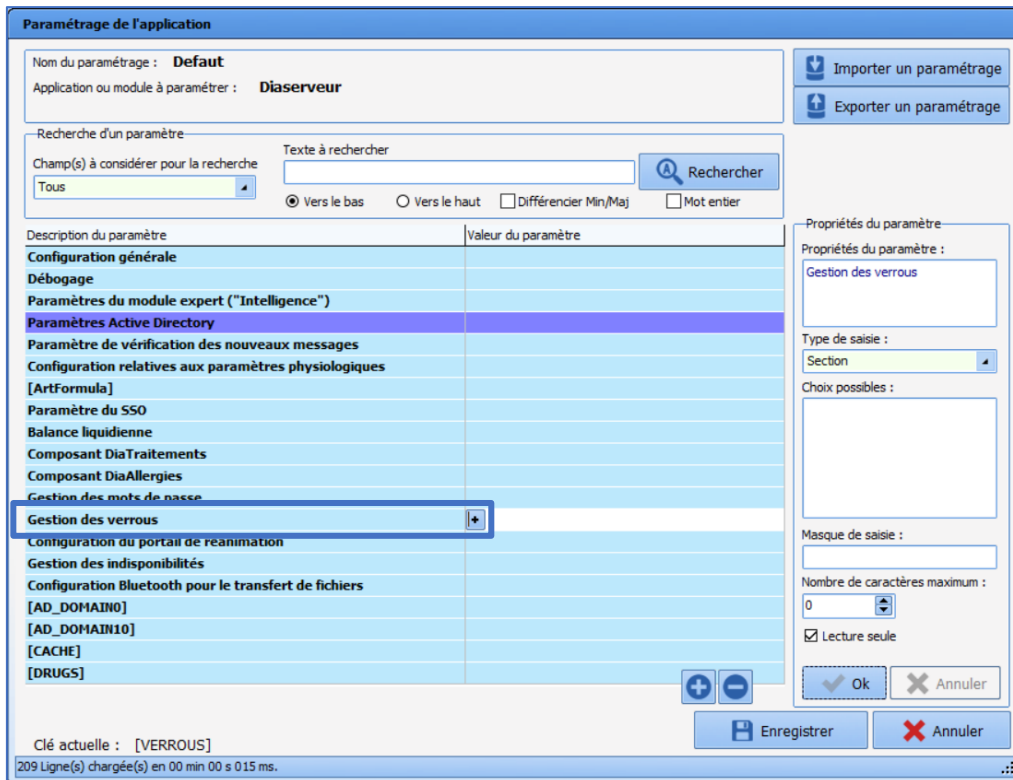 Paramétrage de l'application
Nom du paramétrage : Defaut
Application ou module à paramétrer : Diaserveur
Importer un paramétrage
Exporter un paramétrage
Recherche d'un paramètre
Champ(s) à considérer pour la recherche
Texte à rechercher
Tous
Rechercher
Vers le bas
Vers le haut
Différencier Min/Maj
Mot entier
Description du paramètre
Valeur du paramètre
Configuration générale
Débogage
Paramètres du module expert ("Intelligence")
Paramètres Active Directory
Paramètre de vérification des nouveaux messages
Configuration relatives aux paramètres physiologiques
[ArtFormula]
Paramètre du SSO
Balance liquidienne
Composant DiaTraitements
Composant DiaAllergies
Gestion des mots de passe
Gestion des verrous
Configuration du portail de réanimation
Gestion des indisponibilités
Configuration Bluetooth pour le transfert de fichiers
[AD_DOMAIN0]
[AD_DOMAIN10]
[CACHE]
[DRUGS]
Propriétés du paramètre
Propriétés du paramètre :
Gestion des verrous
Type de saisie :
Section
Choix possibles :
Masque de saisie :
Nombre de caractères maximum :
0
Lecture seule
Ok
Annuler
Enregistrer
Annuler
Clé actuelle : [VERROUS]
209 Ligne(s) chargée(s) en 00 min 00 s 015 ms.